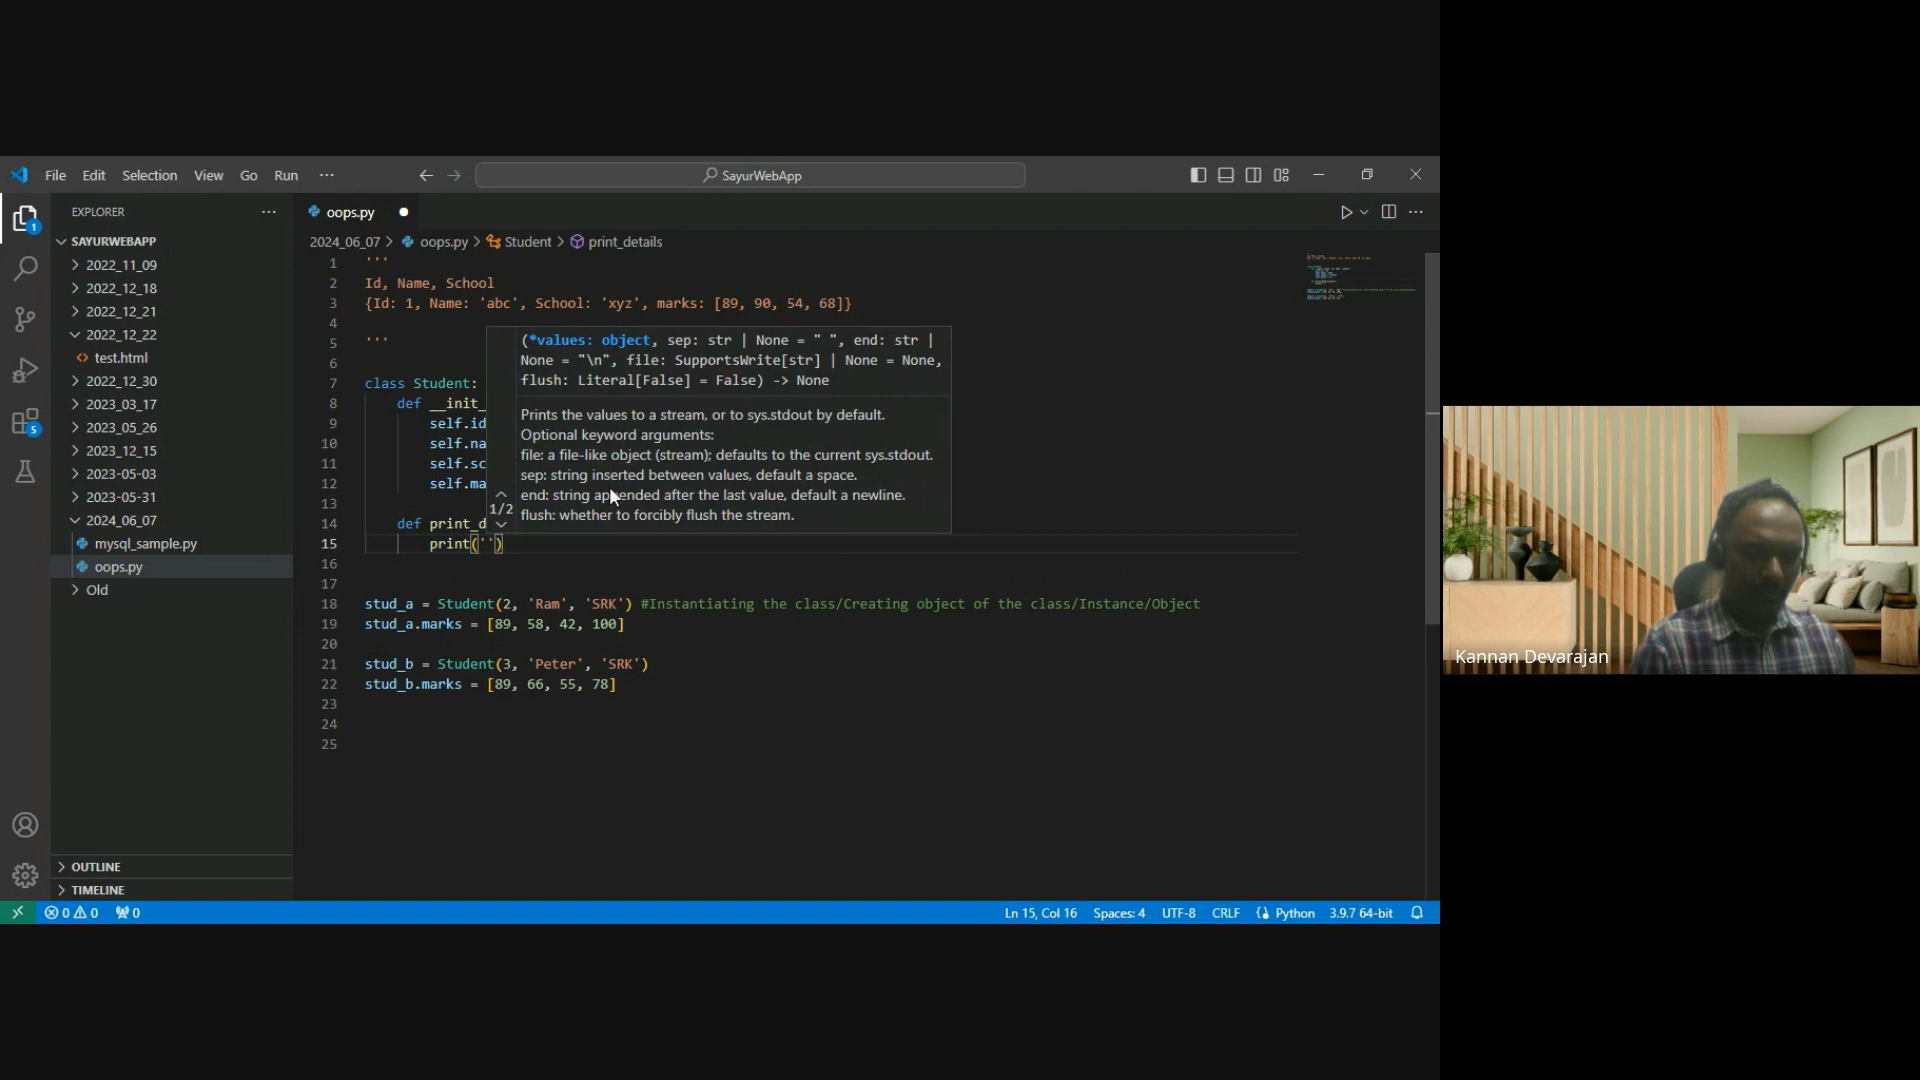 File Edit Selection View Go Run ···
SayurWebApp
EXPLORER ···
oops.py
SAYURWEBAPP
2022_11_09
2022_12_18
2022_12_21
2022_12_22
test.html
2022_12_30
2023_03_17
2023_05_26
2023_12_15
2023-05-03
2023-05-31
2024_06_07
mysql_sample.py
oops.py
Old
OUTLINE
TIMELINE
1
5
2024_06_07 > oops.py > Student > print_details
1 '''
2 Id, Name, School
3 {Id: 1, Name: 'abc', School: 'xyz', marks: [89, 90, 54, 68]}
4
5 '''
6
7 class Student:
8 def __init_
9 self.id
10 self.na
11 self.sc
12 self.ma
13
14 def print_d
15 print('')
16
17
18 stud_a = Student(2, 'Ram', 'SRK') #Instantiating the class/Creating object of the class/Instance/Object
19 stud_a.marks = [89, 58, 42, 100]
20
21 stud_b = Student(3, 'Peter', 'SRK')
22 stud_b.marks = [89, 66, 55, 78]
23
24
25
(*values: object, sep: str | None = " ", end: str |
None = "\n", file: SupportsWrite[str] | None = None,
flush: Literal[False] = False) -> None
Prints the values to a stream, or to sys.stdout by default.
Optional keyword arguments:
file: a file-like object (stream); defaults to the current sys.stdout.
sep: string inserted between values, default a space.
end: string appended after the last value, default a newline.
flush: whether to forcibly flush the stream.
1/2
0 0 0
Ln 15, Col 16 Spaces: 4 UTF-8 CRLF Python 3.9.7 64-bit
Kannan Devarajan